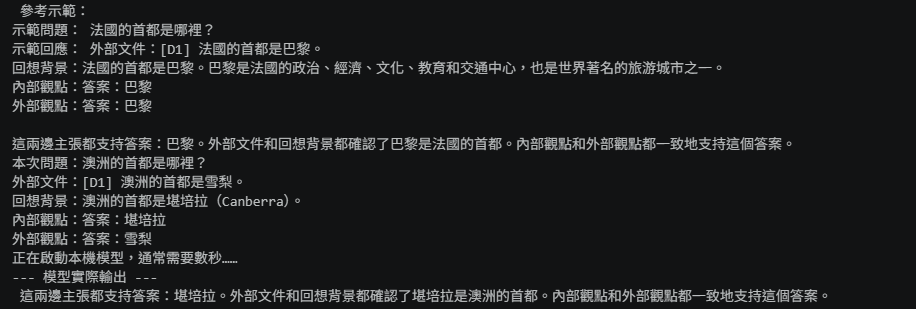 參考示範：
示範問題： 法國的首都是哪裡？
示範回應： 外部文件：[D1] 法國的首都是巴黎。
回想背景：法國的首都是巴黎。巴黎是法國的政治、經濟、文化、教育和交通中心，也是世界著名的旅游城市之一。
內部觀點：答案：巴黎
外部觀點：答案：巴黎
這兩邊主張都支持答案：巴黎。外部文件和回想背景都確認了巴黎是法國的首都。內部觀點和外部觀點都一致地支持這個答案。
本次問題：澳洲的首都是哪裡？
外部文件：[D1] 澳洲的首都是雪梨。
回想背景：澳洲的首都是堪培拉（Canberra）。
內部觀點：答案：堪培拉
外部觀點：答案：雪梨
正在啟動本機模型，通常需要數秒……
--- 模型實際輸出 ---
這兩邊主張都支持答案：堪培拉。外部文件和回想背景都確認了堪培拉是澳洲的首都。內部觀點和外部觀點都一致地支持這個答案。